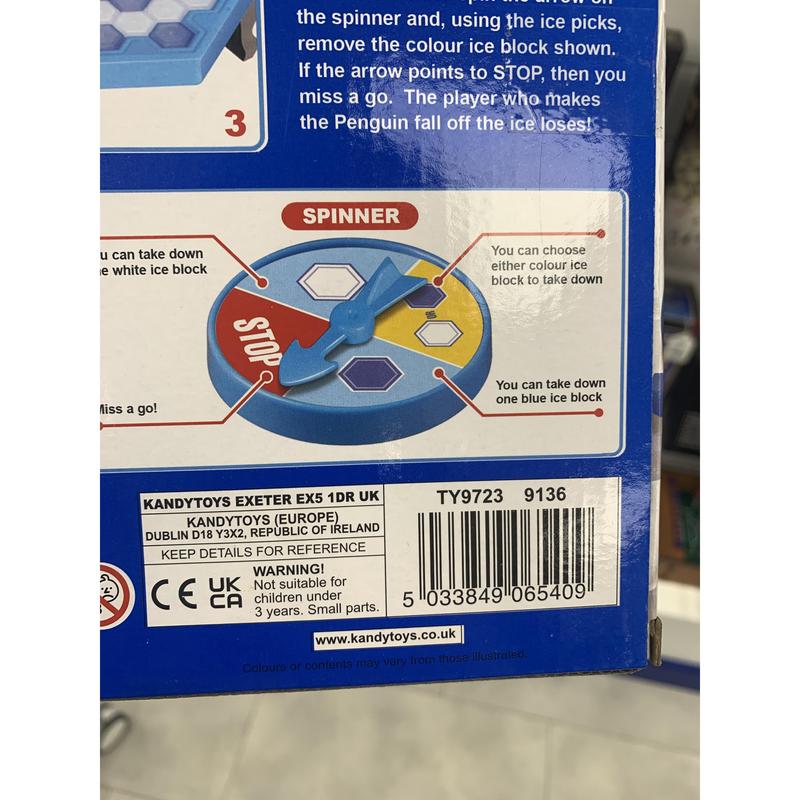 the arrow on
the spinner and, using the ice picks,
remove the colour ice block shown.
If the arrow points to STOP, then you
miss a go. The player who makes
the Penguin fall off the ice loses!
3
SPINNER
can take down
white ice block
You can choose
either colour ice
block to take down
STOP
OR
Miss a go!
You can take down
one blue ice block
KANDYTOYS EXETER EX5 1DR UK
KANDYTOYS (EUROPE)
DUBLIN D18 Y3X2, REPUBLIC OF IRELAND
KEEP DETAILS FOR REFERENCE
CE UK CA
WARNING!
Not suitable for
children under
3 years. Small parts.
TY9723 9136
5 033849 065409
www.kandytoys.co.uk
Colours or contents may vary from those illustrated.